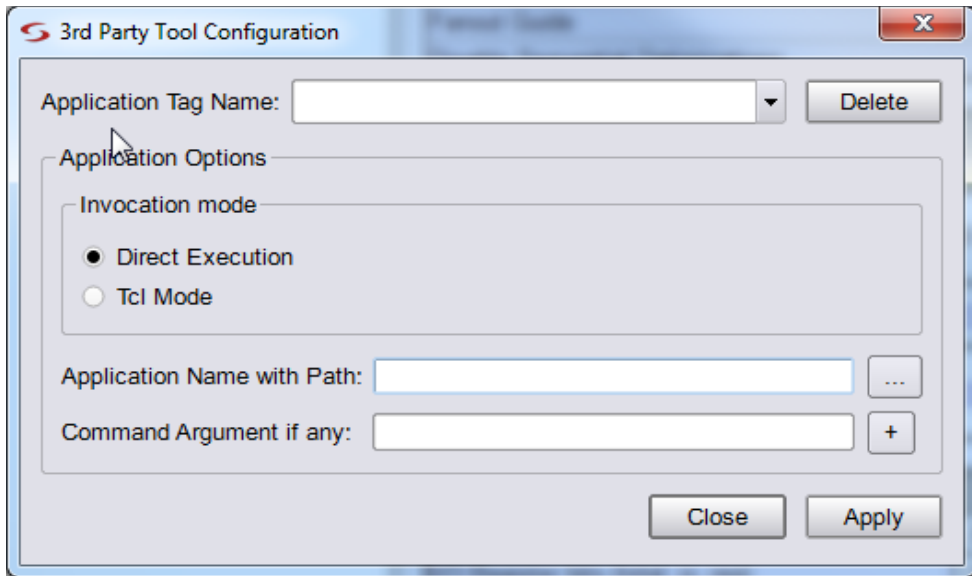 3rd Party Tool Configuration
Application Tag Name:
Delete
Application Options
Invocation mode
Direct Execution
Tcl Mode
Application Name with Path:
...
Command Argument if any:
+
Close
Apply